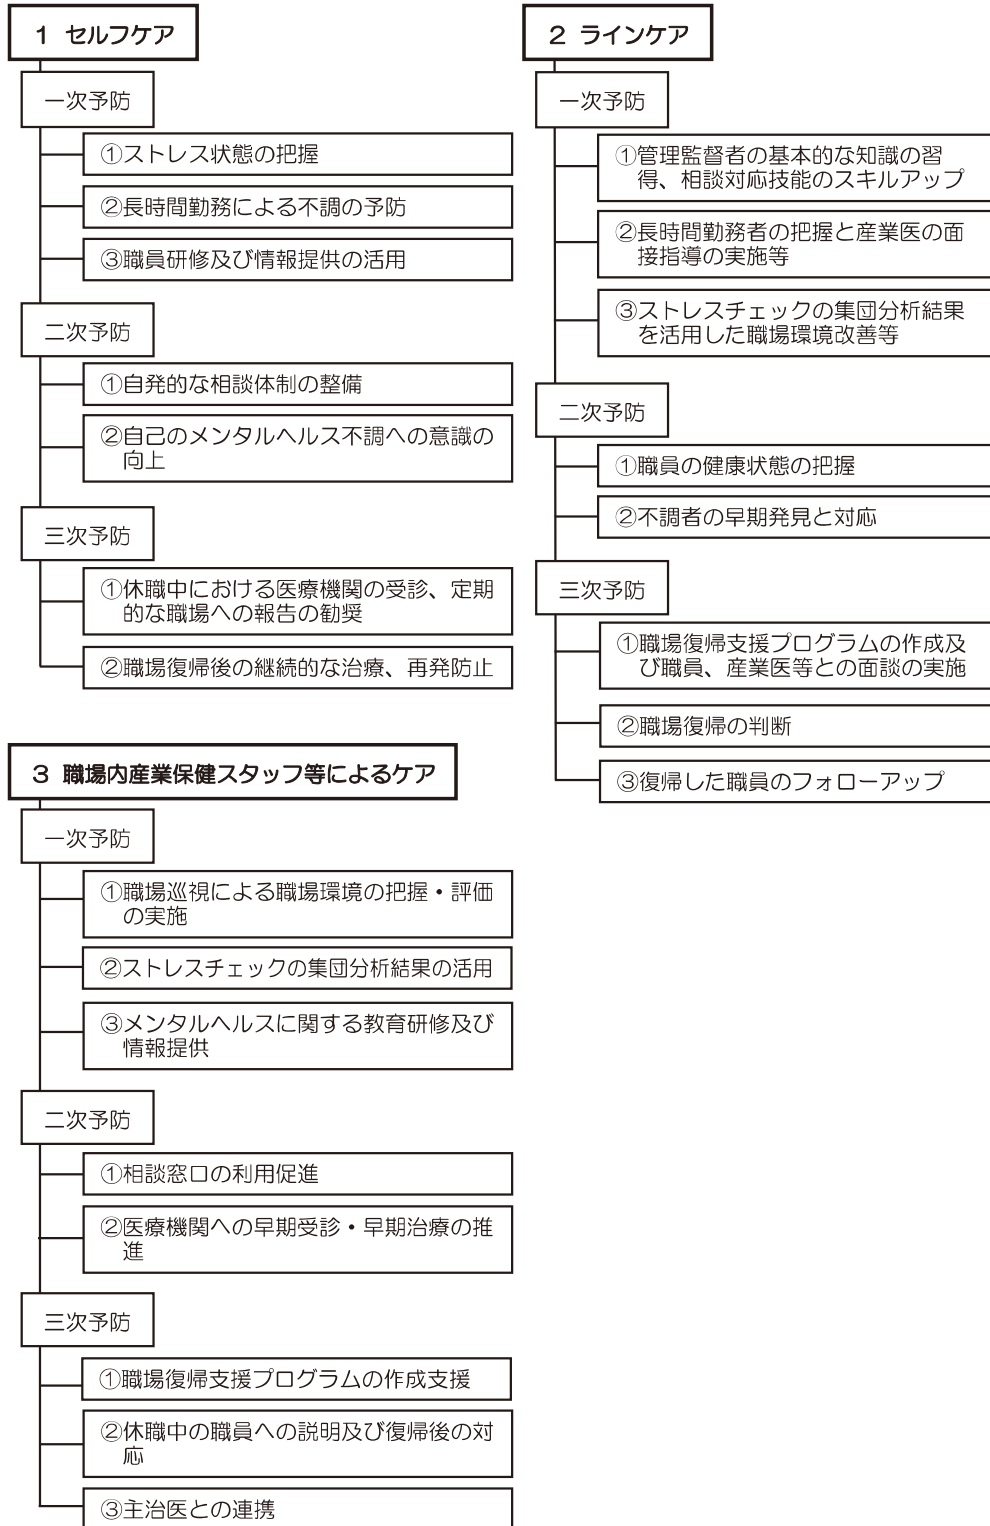 1 セルフケア
一次予防
①ストレス状態の把握
②長時間勤務による不調の予防
③職員研修及び情報提供の活用
二次予防
①自発的な相談体制の整備
②自己のメンタルヘルス不調への意識の
向上
三次予防
①休職中における医療機関の受診、定期
的な職場への報告の勧奨
②職場復帰後の継続的な治療、再発防止
2 ラインケア
一次予防
①管理監督者の基本的な知識の習
得、相談対応技能のスキルアップ
②長時間勤務者の把握と産業医の面
接指導の実施等
③ストレスチェックの集団分析結果
を活用した職場環境改善等
二次予防
①職員の健康状態の把握
②不調者の早期発見と対応
三次予防
①職場復帰支援プログラムの作成及
び職員、産業医等との面談の実施
②職場復帰の判断
③復帰した職員のフォローアップ
3 職場内産業保健スタッフ等によるケア
一次予防
①職場巡視による職場環境の把握・評価
の実施
②ストレスチェックの集団分析結果の活用
③メンタルヘルスに関する教育研修及び
情報提供
二次予防
①相談窓口の利用促進
②医療機関への早期受診・早期治療の推
進
三次予防
①職場復帰支援プログラムの作成支援
②休職中の職員への説明及び復帰後の対
応
③主治医との連携